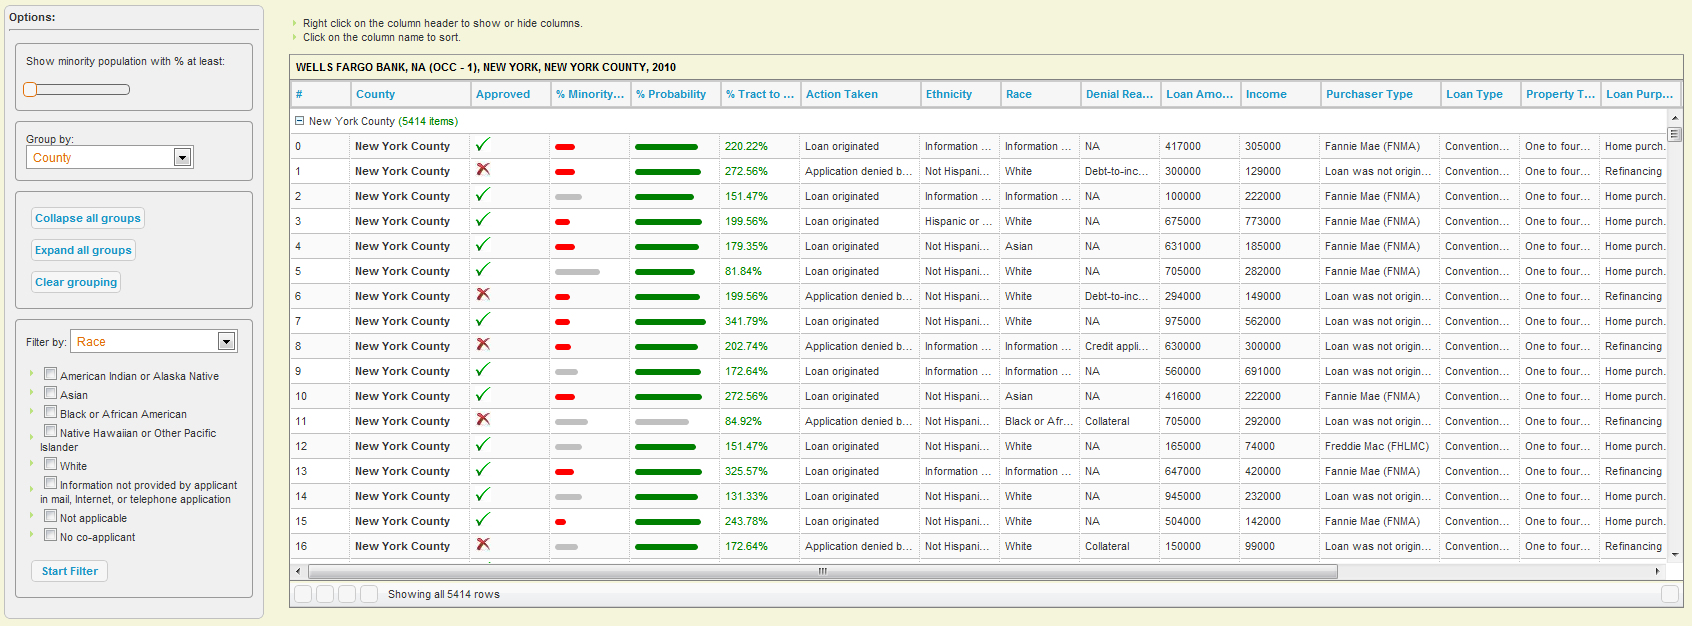 Options:
Show minority population with % at least:
Group by:
County
Collapse all groups
Expand all groups
Clear grouping
Filter by: Race
American Indian or Alaska Native
Asian
Black or African American
Native Hawaiian or Other Pacific
Islander
White
Information not provided by applicant
in mail, Internet, or telephone application
Not applicable
No co-applicant
Start Filter
Right click on the column header to show or hide columns.
Click on the column name to sort.
WELLS FARGO BANK, NA (OCC - 1), NEW YORK, NEW YORK COUNTY, 2010
# County Approved % Minority... % Probability % Tract to ... Action Taken Ethnicity Race Denial Rea... Loan Amo... Income Purchaser Type Loan Type Property T... Loan Purp...
New York County (5414 items)
0 New York County 220.22% Loan originated Information ... Information ... NA 417000 305000 Fannie Mae (FNMA) Convention... One to four... Home purch.
1 New York County 272.56% Application denied b... Not Hispani... White Debt-to-inc... 300000 129000 Loan was not origin... Convention... One to four... Refinancing
2 New York County 151.47% Loan originated Information ... Information ... NA 100000 222000 Fannie Mae (FNMA) Convention... One to four... Home purch.
3 New York County 199.56% Loan originated Hispanic or ... White NA 675000 773000 Fannie Mae (FNMA) Convention... One to four... Home purch.
4 New York County 179.35% Loan originated Not Hispani... Asian NA 631000 185000 Fannie Mae (FNMA) Convention... One to four... Home purch.
5 New York County 81.84% Loan originated Not Hispani... White NA 705000 282000 Fannie Mae (FNMA) Convention... One to four... Home purch.
6 New York County 199.56% Application denied b... Not Hispani... White Debt-to-inc... 294000 149000 Loan was not origin... Convention... One to four... Refinancing
7 New York County 341.79% Loan originated Not Hispani... White NA 975000 562000 Loan was not origin... Convention... One to four... Home purch.
8 New York County 202.74% Application denied b... Information ... Information ... Credit appli... 630000 300000 Loan was not origin... Convention... One to four... Refinancing
9 New York County 172.64% Loan originated Information ... Information ... NA 560000 691000 Loan was not origin... Convention... One to four... Home purch.
10 New York County 272.56% Loan originated Not Hispani... Asian NA 416000 222000 Fannie Mae (FNMA) Convention... One to four... Home purch.
11 New York County 84.92% Application denied b... Not Hispani... Black or Afr... Collateral 705000 292000 Loan was not origin... Convention... One to four... Refinancing
12 New York County 151.47% Loan originated Not Hispani... White NA 165000 74000 Freddie Mac (FHLMC) Convention... One to four... Home purch.
13 New York County 325.57% Loan originated Information ... Information ... NA 647000 420000 Fannie Mae (FNMA) Convention... One to four... Refinancing
14 New York County 131.33% Loan originated Not Hispani... White NA 945000 232000 Loan was not origin... Convention... One to four... Home purch.
15 New York County 243.78% Loan originated Not Hispani... White NA 504000 142000 Fannie Mae (FNMA) Convention... One to four... Home purch.
16 New York County 172.64% Application denied b... Not Hispani... White Collateral 150000 99000 Loan was not origin... Convention... One to four... Refinancing
Showing all 5414 rows